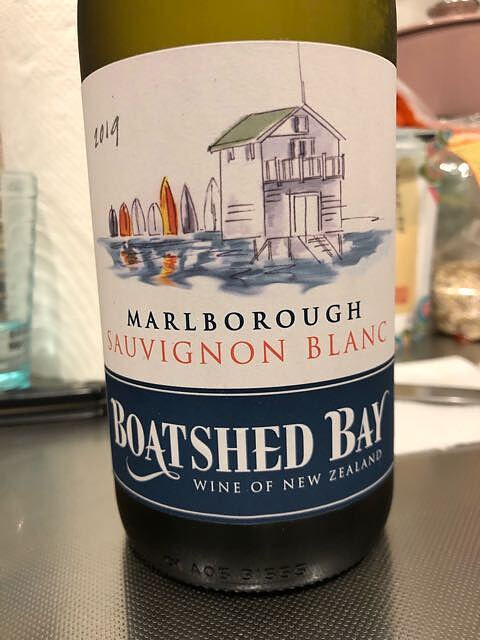 2019
MARLBOROUGH
SAUVIGNON BLANC
BOATSHED BAY
WINE OF NEW ZEALAND